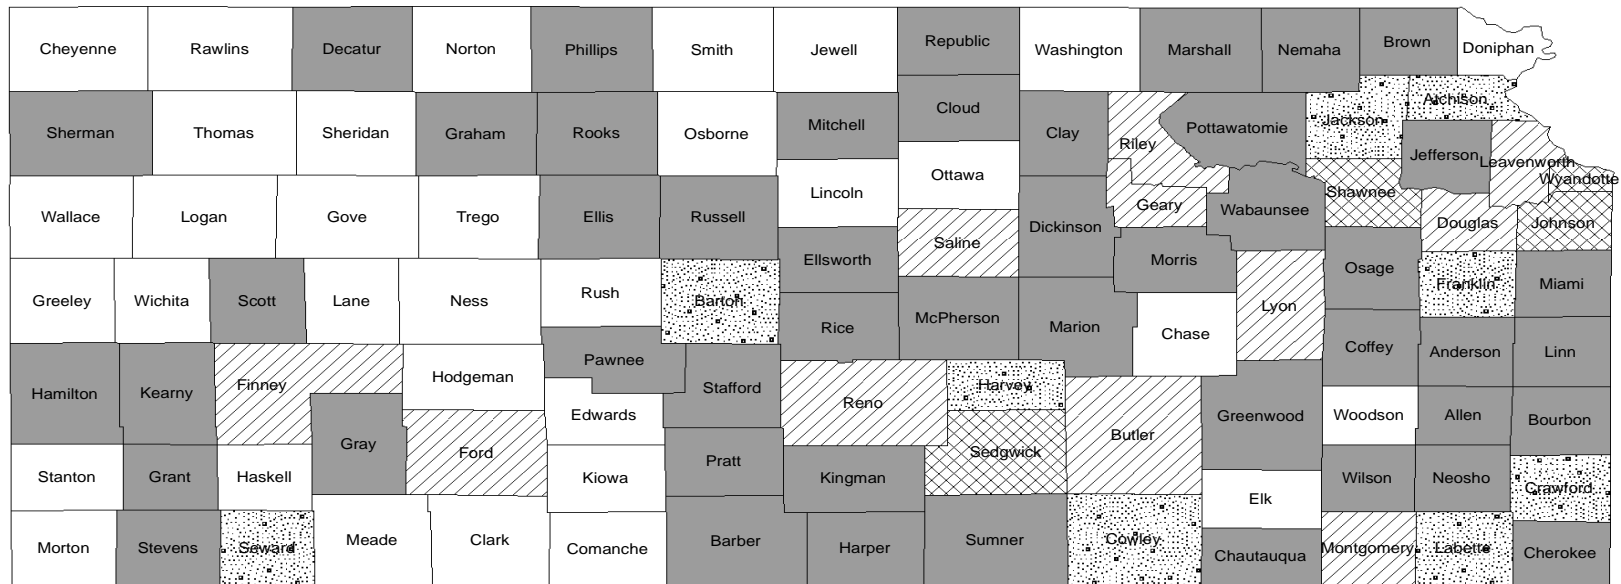 Cheyenne
Rawlins
Decatur
Norton
Phillips
Smith
Jewell
Republic
Washington
Marshall
Nemaha
Brown
Doniphan
Sherman
Thomas
Sheridan
Graham
Rooks
Osborne
Mitchell
Cloud
Clay
Riley
Pottawatomie
Jackson
Atchison
Jefferson
Leavenworth
Wyandotte
Wallace
Logan
Gove
Trego
Ellis
Russell
Lincoln
Ottawa
Saline
Dickinson
Geary
Wabaunsee
Shawnee
Douglas
Johnson
Greeley
Wichita
Scott
Lane
Ness
Rush
Barton
Ellsworth
Rice
McPherson
Marion
Morris
Chase
Lyon
Osage
Franklin
Miami
Hamilton
Kearny
Finney
Hodgeman
Pawnee
Stafford
Edwards
Reno
Harvey
Butler
Greenwood
Coffey
Anderson
Linn
Woodson
Allen
Bourbon
Gray
Ford
Stanton
Grant
Haskell
Kiowa
Pratt
Kingman
Sedgwick
Elk
Wilson
Neosho
Crawford
Morton
Stevens
Seward
Meade
Clark
Comanche
Barber
Harper
Sumner
Cowley
Chautauqua
Montgomery
Labette
Cherokee